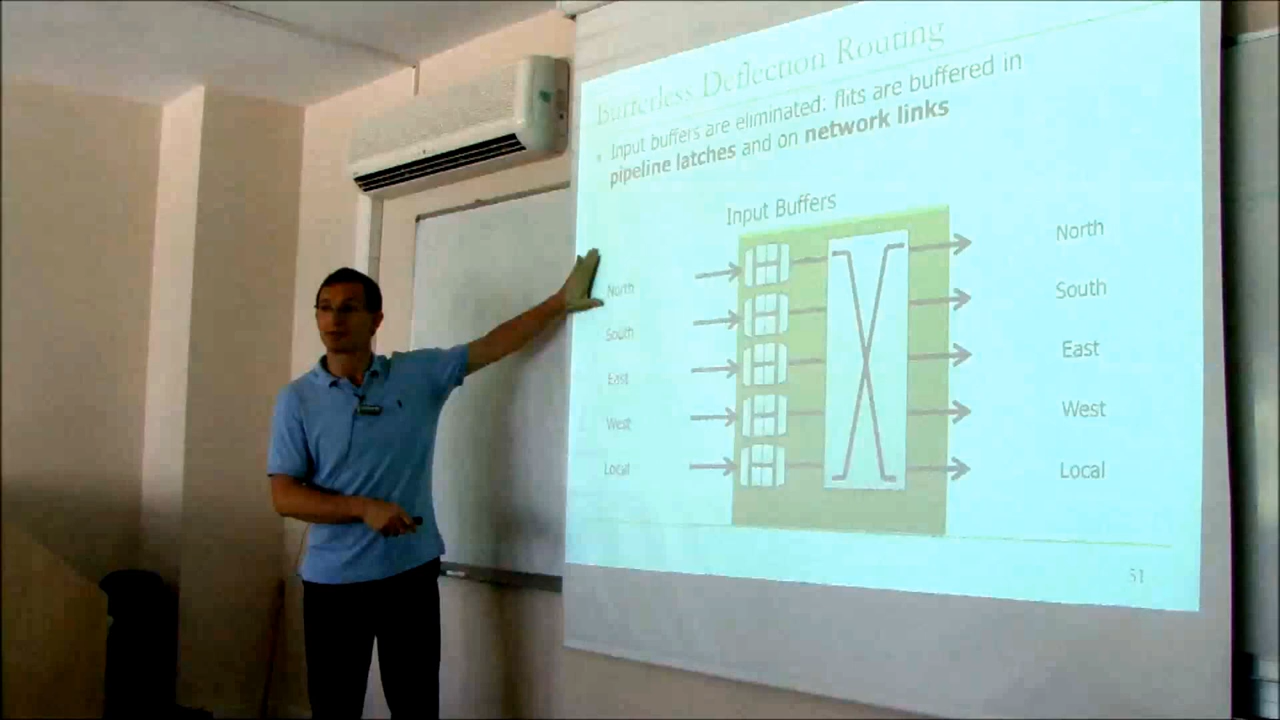 Bufferless Deflection Routing
▪ Input buffers are eliminated: flits are buffered in
pipeline latches and on network links
Input Buffers
North
South
East
West
Local
North
South
East
West
Local
51